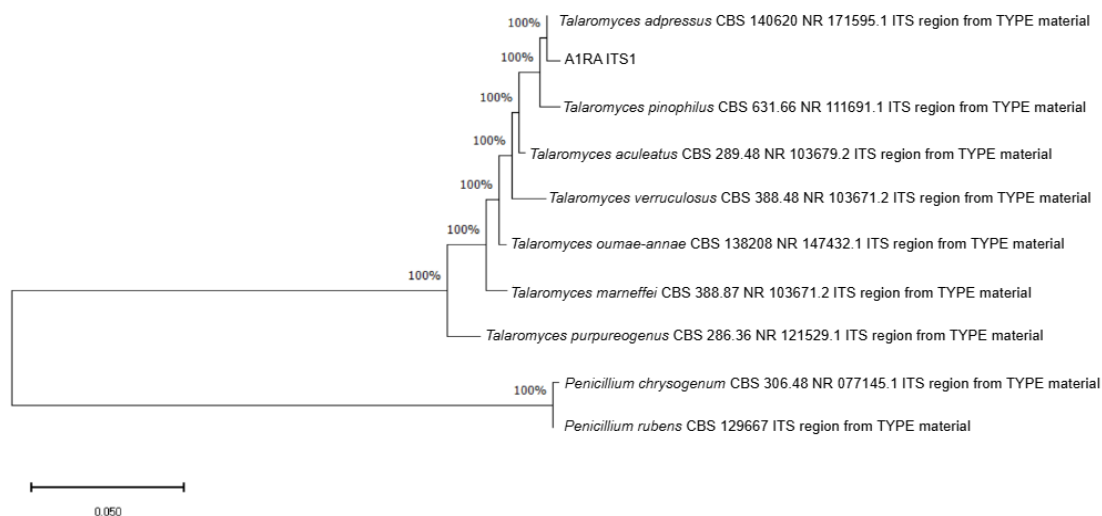 100%
Talaromyces adpressus CBS 140620 NR 171595.1 ITS region from TYPE material
100%
A1RA ITS1
100%
Talaromyces pinophilus CBS 631.66 NR 111691.1 ITS region from TYPE material
100%
Talaromyces aculeatus CBS 289.48 NR 103679.2 ITS region from TYPE material
100%
Talaromyces verruculosus CBS 388.48 NR 103671.2 ITS region from TYPE material
100%
Talaromyces oumae-annae CBS 138208 NR 147432.1 ITS region from TYPE material
100%
Talaromyces marneffei CBS 388.87 NR 103671.2 ITS region from TYPE material
Talaromyces purpureogenus CBS 286.36 NR 121529.1 ITS region from TYPE material
100%
Penicillium chrysogenum CBS 306.48 NR 077145.1 ITS region from TYPE material
Penicillium rubens CBS 129667 ITS region from TYPE material
0.050